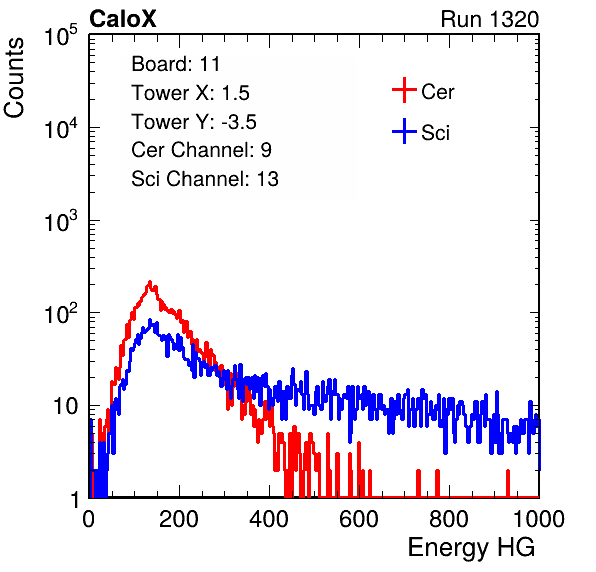 CaloX Run 1320
Counts
Board: 11
Tower X: 1.5
Tower Y: -3.5
Cer Channel: 9
Sci Channel: 13
Cer
Sci
10^5
10^4
10^3
10^2
10
1
0 200 400 600 800 1000
Energy HG